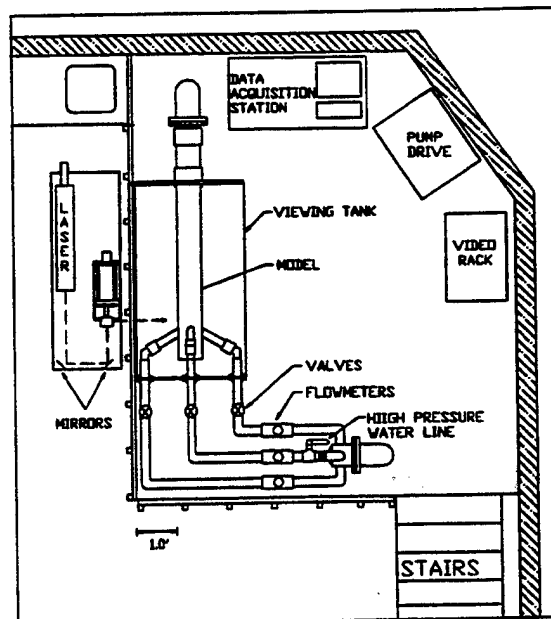 DATA
ACQUISITION
STATION
PUMP
DRIVE
LASER
VIEWING TANK
VIDEO
RACK
MODEL
VALVES
FLOWMETERS
MIRRORS
HIIGH PRESSURE
WATER LINE
1.0'
STAIRS